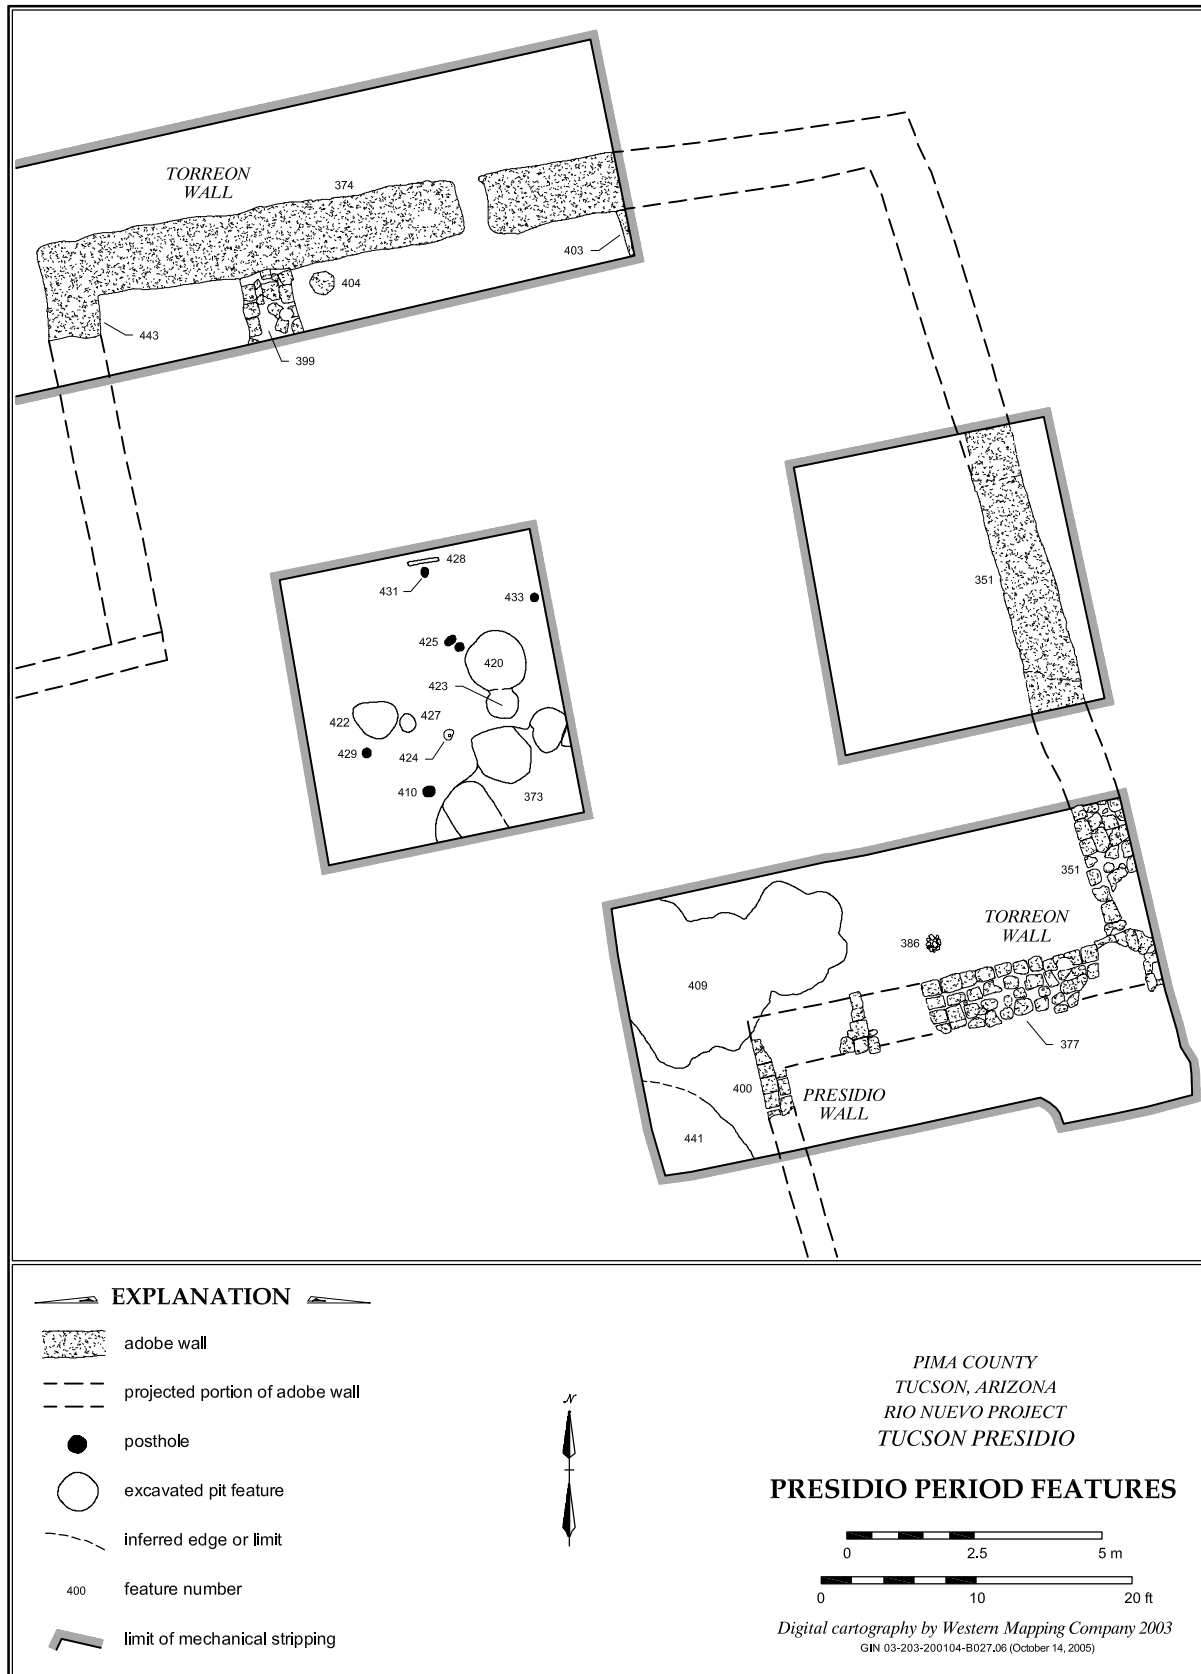 TORREON
WALL
374
403
404
443
399
351
428
431
433
425
420
423
422
427
424
429
410
373
351
TORREON
WALL
386
409
377
400
PRESIDIO
WALL
441
EXPLANATION
adobe wall
projected portion of adobe wall
posthole
excavated pit feature
inferred edge or limit
400 feature number
limit of mechanical stripping
N
PIMA COUNTY
TUCSON, ARIZONA
RIO NUEVO PROJECT
TUCSON PRESIDIO
PRESIDIO PERIOD FEATURES
0 2.5 5 m
0 10 20 ft
Digital cartography by Western Mapping Company 2003
GIN 03-203-200104-B027.06 (October 14, 2005)